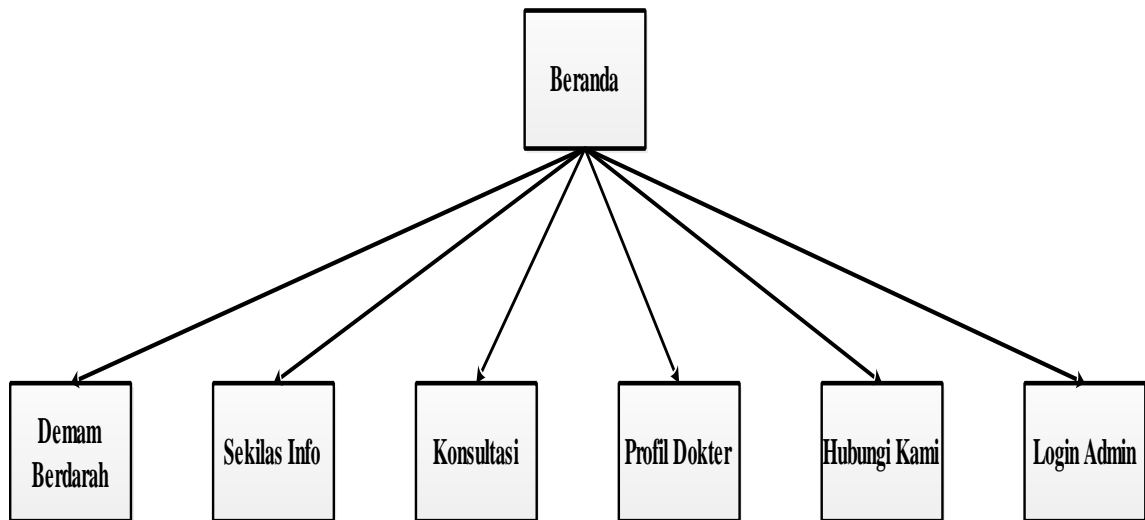 Beranda
Demam
Berdarah
Sekilas Info
Konsultasi
Profil Dokter
Hubungi Kami
Login Admin